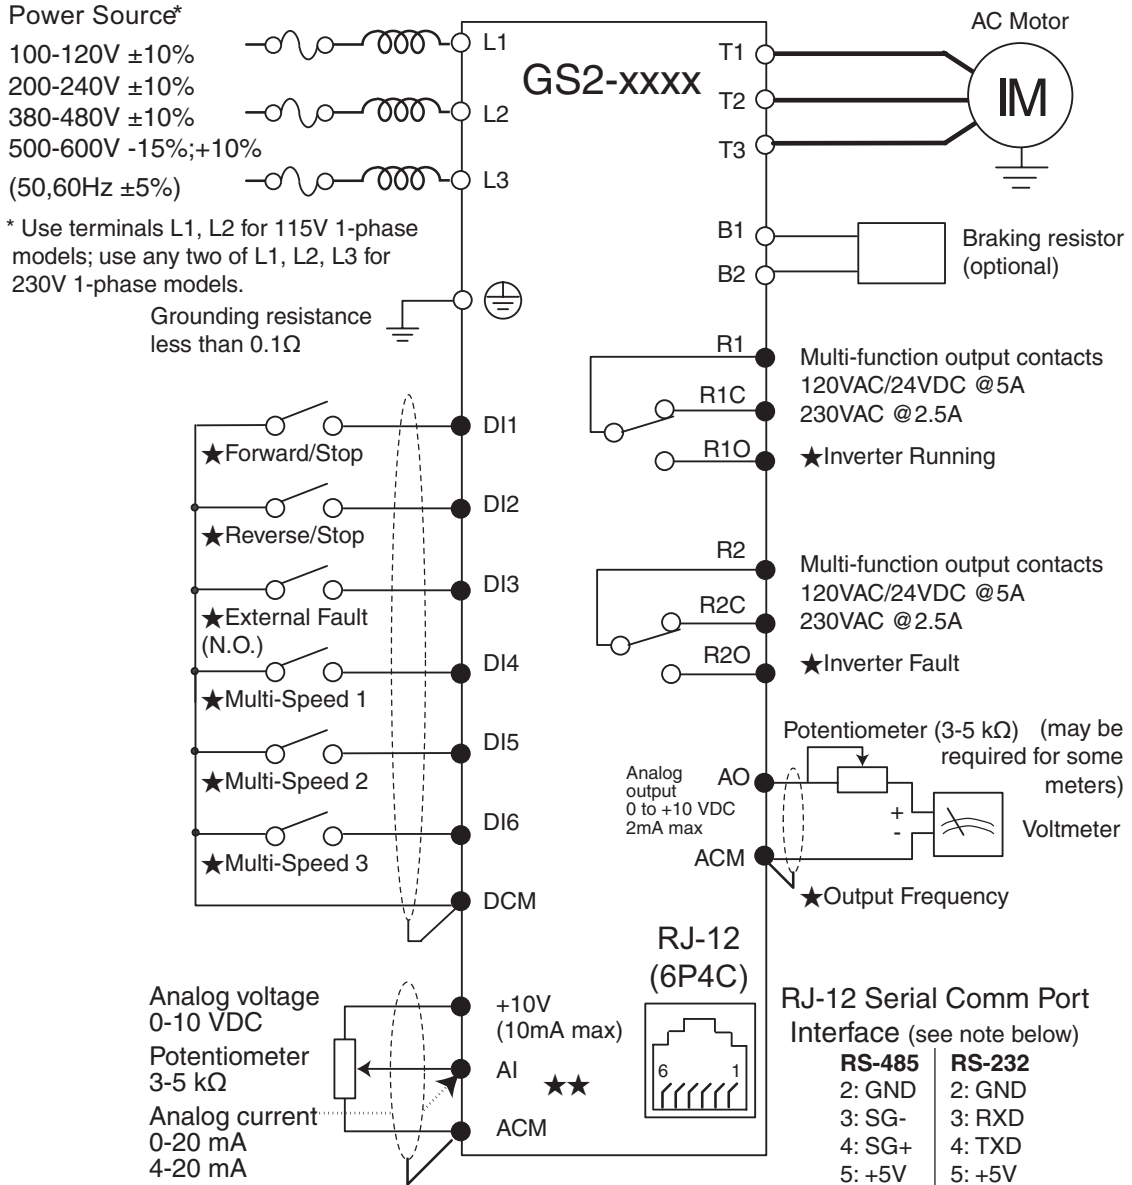 Power Source*
100-120V ±10%
200-240V ±10%
380-480V ±10%
500-600V -15%;+10%
(50,60Hz ±5%)
* Use terminals L1, L2 for 115V 1-phase
models; use any two of L1, L2, L3 for
230V 1-phase models.
Grounding resistance
less than 0.1Ω
L1
L2
L3
GS2-xxxx
T1
T2
T3
AC Motor
IM
B1
B2
Braking resistor
(optional)
R1
R1C
R1O
Multi-function output contacts
120VAC/24VDC @5A
230VAC @2.5A
★Inverter Running
R2
R2C
R2O
Multi-function output contacts
120VAC/24VDC @5A
230VAC @2.5A
★Inverter Fault
DI1
★Forward/Stop
DI2
★Reverse/Stop
DI3
★External Fault
(N.O.)
DI4
★Multi-Speed 1
DI5
★Multi-Speed 2
DI6
★Multi-Speed 3
DCM
Potentiometer (3-5 kΩ) (may be
required for some
meters)
Analog
output
0 to +10 VDC
2mA max
AO
ACM
+
-
Voltmeter
★Output Frequency
Analog voltage
0-10 VDC
Potentiometer
3-5 kΩ
Analog current
0-20 mA
4-20 mA
+10V
(10mA max)
AI
★★
ACM
RJ-12
(6P4C)
6 1
RJ-12 Serial Comm Port
Interface (see note below)
RS-485 RS-232
2: GND 2: GND
3: SG- 3: RXD
4: SG+ 4: TXD
5: +5V 5: +5V